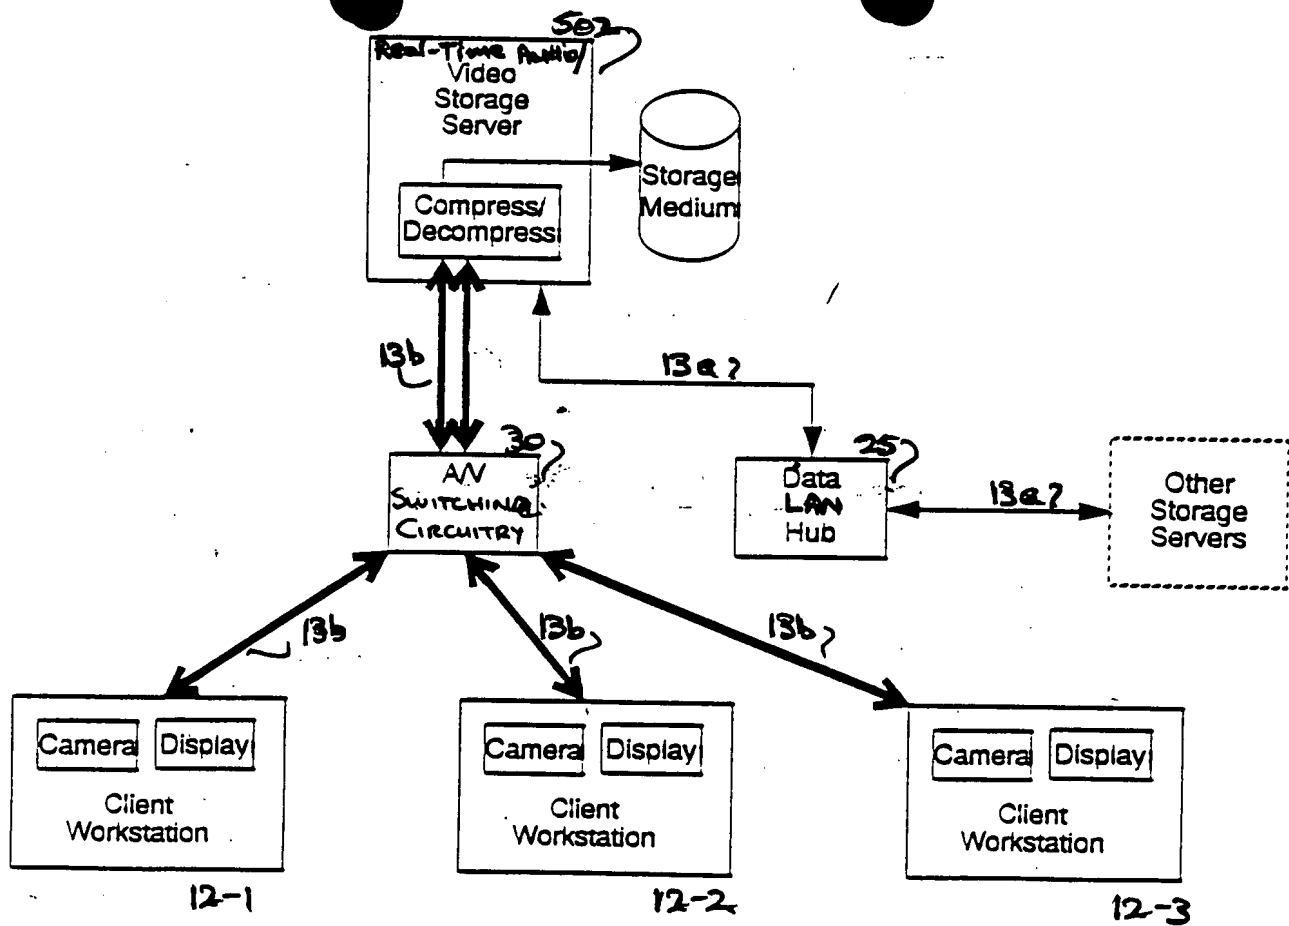 502
Real-Time Audio/
Video
Storage
Server
Storage
Medium
Compress/
Decompress
13b
13a?
30
A/V
SWITCHING
CIRCUITRY
25
Data
LAN
Hub
13a?
Other
Storage
Servers
13b
13b
13b
Camera
Display
Client
Workstation
12-1
Camera
Display
Client
Workstation
12-2
Camera
Display
Client
Workstation
12-3